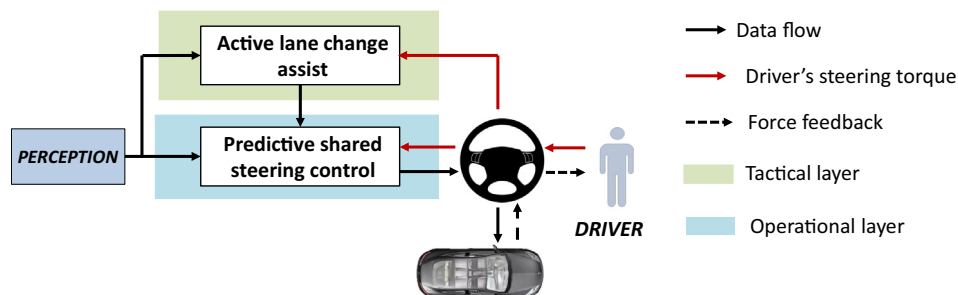 Active lane change
assist
PERCEPTION
Predictive shared
steering control
DRIVER
Data flow
Driver's steering torque
Force feedback
Tactical layer
Operational layer